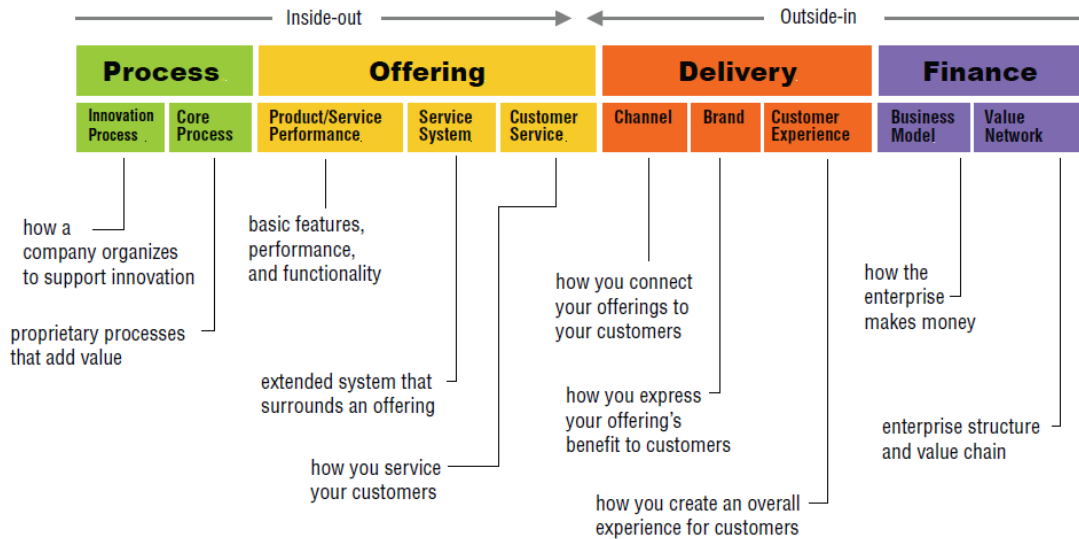 Inside-out
Outside-in
Process
Offering
Delivery
Finance
Innovation
Process
Core
Process
Product/Service
Performance
Service
System
Customer
Service
Channel
Brand
Customer
Experience
Business
Model
Value
Network
how a
company organizes
to support innovation
proprietary processes
that add value
basic features,
performance,
and functionality
extended system that
surrounds an offering
how you service
your customers
how you connect
your offerings to
your customers
how you express
your offering's
benefit to customers
how you create an overall
experience for customers
how the
enterprise
makes money
enterprise structure
and value chain